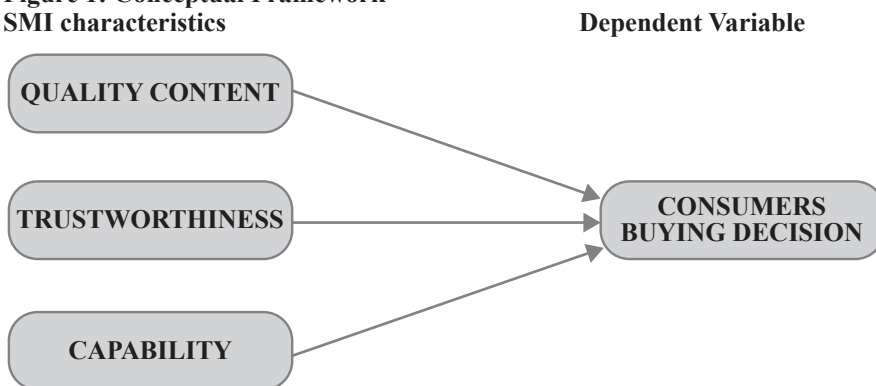 Figure 1: Conceptual Framework
SMI characteristics
Dependent Variable
QUALITY CONTENT
TRUSTWORTHINESS
CAPABILITY
CONSUMERS
BUYING DECISION